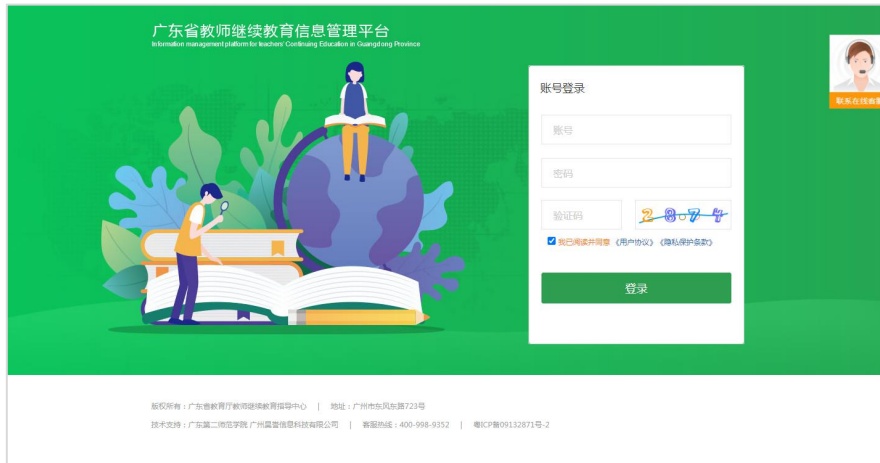 广东省教师继续教育信息管理平台
Information management platform for teachers' Continuing Education in Guangdong Province
账号登录
账号
密码
验证码
2874
我已阅读并同意 《用户协议》 《隐私保护条款》
登录
联系在线客服
版权所有：广东省教育厅教师继续教育指导中心 | 地址：广州市东风东路723号
技术支持：广东第二师范学院 广州 信息科技有限公司 | 客服热线：400-998-9352 | 粤ICP备09132871号-2